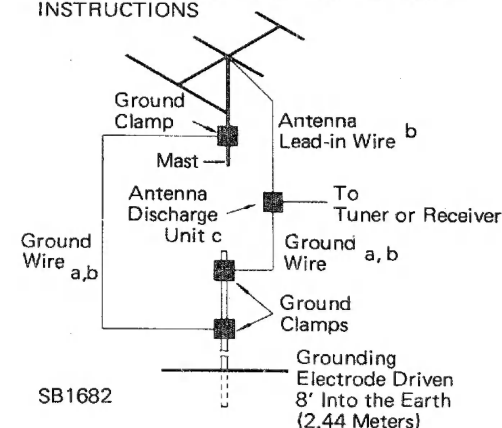 INSTRUCTIONS
Ground
Clamp
Mast
Antenna
Lead-in Wire b
Antenna
Discharge
Unit c
To
Tuner or Receiver
Ground
Wire a,b
Ground
Wire a, b
Ground
Clamps
Grounding
Electrode Driven
8' Into the Earth
(2.44 Meters)
SB1682